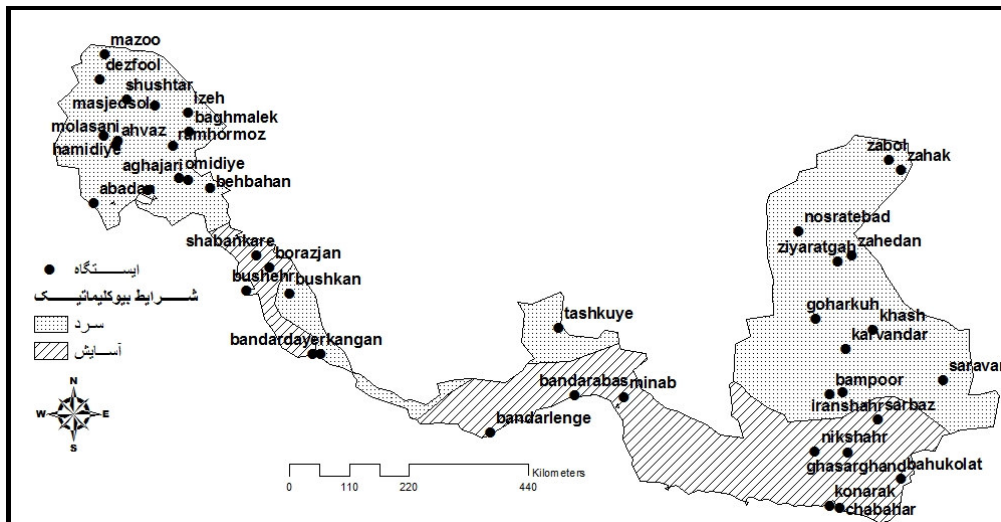 mazoo
dezfool
shushtar
masjedsol
izeh
baghmalek
molasani
ahvaz
ramhormoz
hamidiye
aghajari
omidiye
behbahan
abadan
zabol
zahak
nosratebad
ziyaratgah
zahedan
shabankare
borazjan
bushehr
bushkan
ایستگاه
شرایط بیوکلیماتیک
سرد
آسایش
goharkuh
khash
karvandar
tashkuye
bandardayerkangan
saravan
bandarabas
minab
bampoor
iranshahr
sarbaz
bandarlenge
nikshahr
ghasarghand
bahukolat
konarak
chabahar
N
W
E
S
Kilometers
0
110
220
440